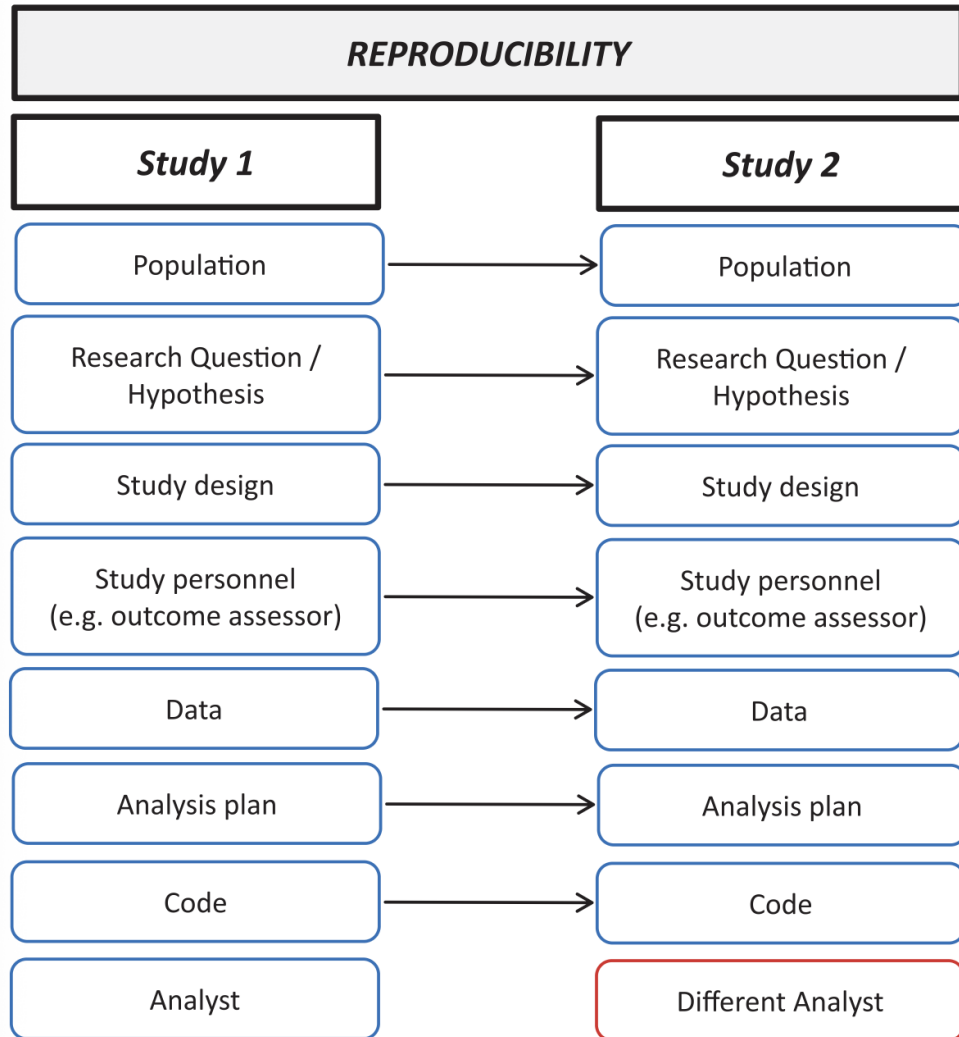 REPRODUCIBILITY
Study 1
Study 2
Population
Population
Research Question /
Hypothesis
Research Question /
Hypothesis
Study design
Study design
Study personnel
(e.g. outcome assessor)
Study personnel
(e.g. outcome assessor)
Data
Data
Analysis plan
Analysis plan
Code
Code
Analyst
Different Analyst